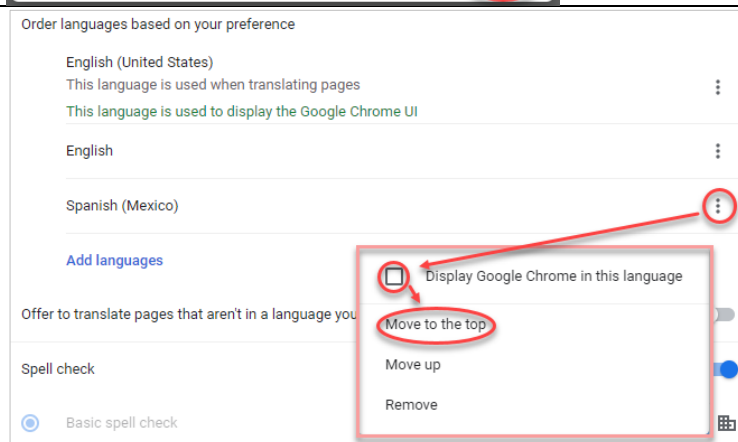 Order languages based on your preference
English (United States)
This language is used when translating pages
This language is used to display the Google Chrome UI
English
Spanish (Mexico)
Add languages
Display Google Chrome in this language
Offer to translate pages that aren't in a language you
Move to the top
Spell check
Move up
Remove
Basic spell check